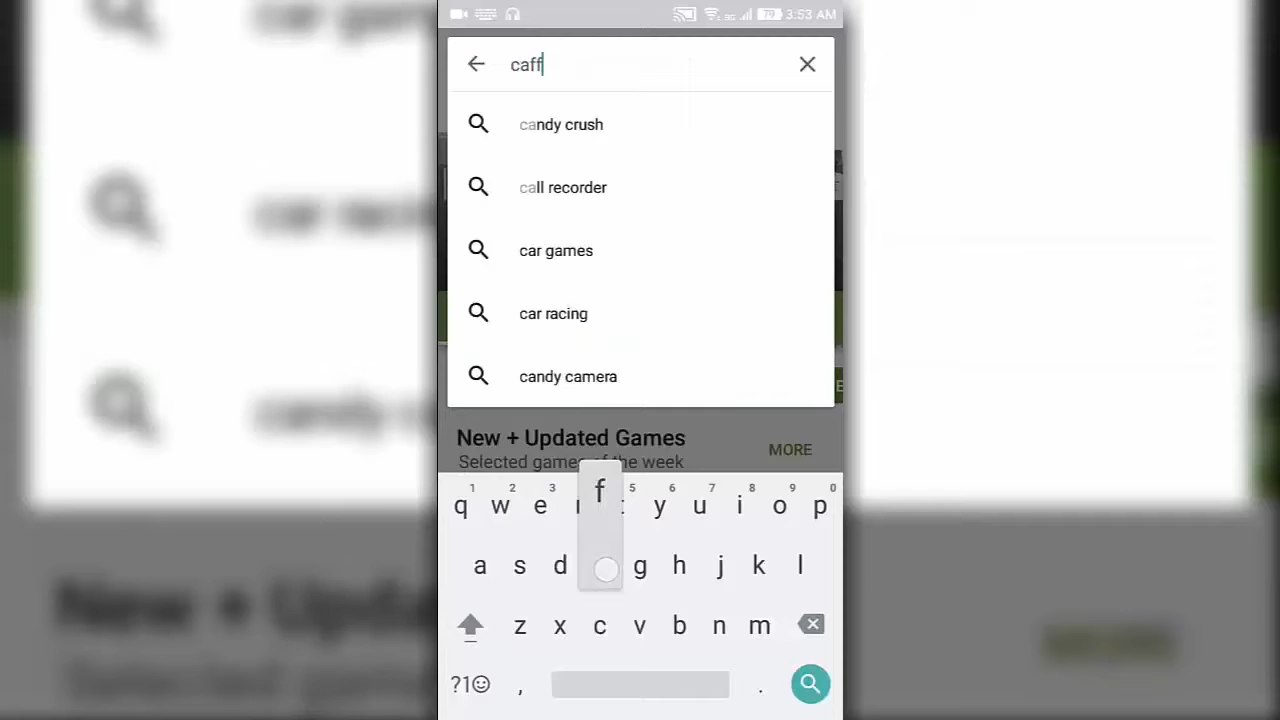 79 3:53 AM
caff
candy crush
call recorder
car games
car racing
candy camera
New + Updated Games
MORE
Selected games of the week
1 2 3 5 6 7 8 9 0
q w e y u i o p
f
a s d g h j k l
z x c v b n m
?1☺ , .